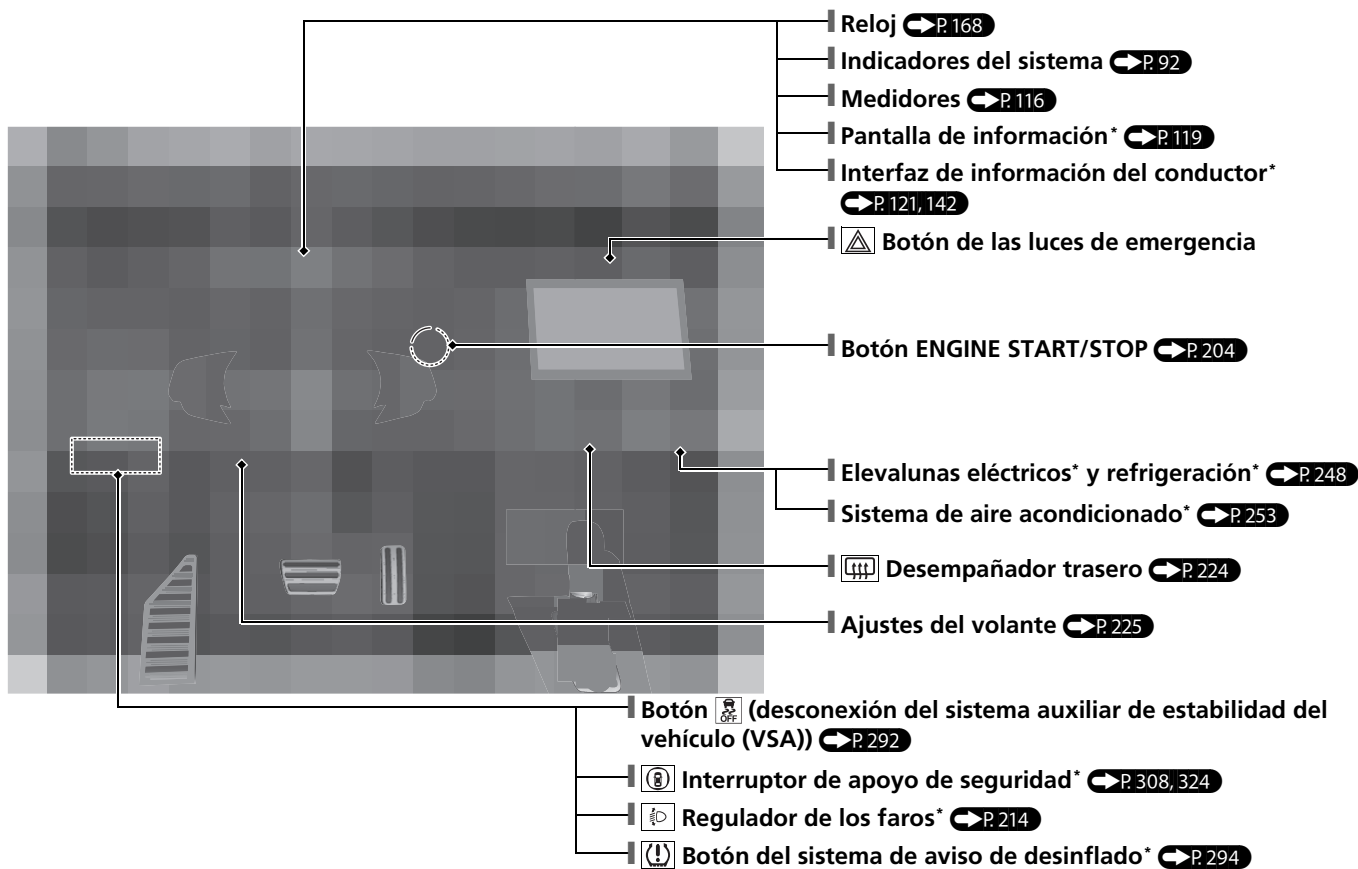 Reloj P. 168
Indicadores del sistema P. 92
Medidores P. 116
Pantalla de información* P. 119
Interfaz de información del conductor*
P. 121, 142
Botón de las luces de emergencia
Botón ENGINE START/STOP P. 204
Elevalunas eléctricos* y refrigeración* P. 248
Sistema de aire acondicionado* P. 253
Desempañador trasero P. 224
Ajustes del volante P. 225
Botón OFF (desconexión del sistema auxiliar de estabilidad del
vehículo (VSA)) P. 292
Interruptor de apoyo de seguridad* P. 308, 324
Regulador de los faros* P. 214
Botón del sistema de aviso de desinflado* P. 294